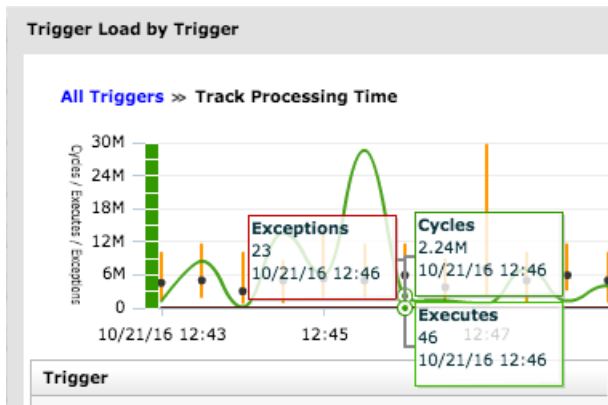 Trigger Load by Trigger
All Triggers » Track Processing Time
Cycles / Executes / Exceptions
30M
24M
18M
12M
6M
0
Exceptions
23
10/21/16 12:46
Cycles
2.24M
10/21/16 12:46
Executes
46
10/21/16 12:46
10/21/16 12:43
12:45
12:47
Trigger